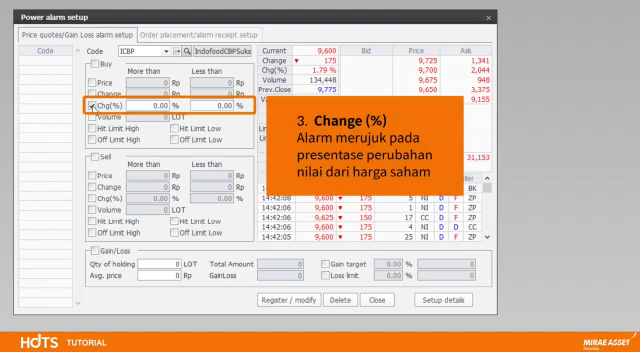 Power alarm setup ×
Price quotes/Gain Loss alarm setup Order placement/alarm receipt setup
Code
Code ICBP IndofoodCBPSuks
Buy
More than Less than
Price 0 Rp 0 Rp
Change 0 Rp 0 Rp
Chg(%) 0.00 % 0.00 %
Volume 0 LOT
Hit Limit High Hit Limit Low
Off Limit High Off Limit Low
Sell
More than Less than
Price 0 Rp 0 Rp
Change 0 Rp 0 Rp
Chg(%) 0.00 % 0.00 %
Volume 0 LOT
Hit Limit High Hit Limit Low
Off Limit High Off Limit Low
Current 9,600 Bid Price Ask
Change ▼ 175 9,725 1,341
Chg(%) 1.79 % 9,700 2,044
Volume 134,448 9,675 948
Prev.Close 9,775 9,650 3,375
9,155
31,153
3. Change (%)
Alarm merujuk pada
presentase perubahan
nilai dari harga saham
BK
14:42:08 9,600 ▼ 175 5 NI D F ZP
14:42:06 9,600 ▼ 175 1 NI D F ZP
14:42:06 9,625 ▼ 150 17 CC D F ZP
14:42:06 9,600 ▼ 175 4 NI D D CC
14:42:05 9,600 ▼ 175 25 NI D F ZP
Gain/Loss
Qty of holding 0 LOT Total Amount 0 Gain target 0.00 % 0
Avg. price 0 Rp GainLoss 0 Loss limit 0.00 % 0
Register / modify Delete Close Setup details
HOTS TUTORIAL
MIRAE ASSET